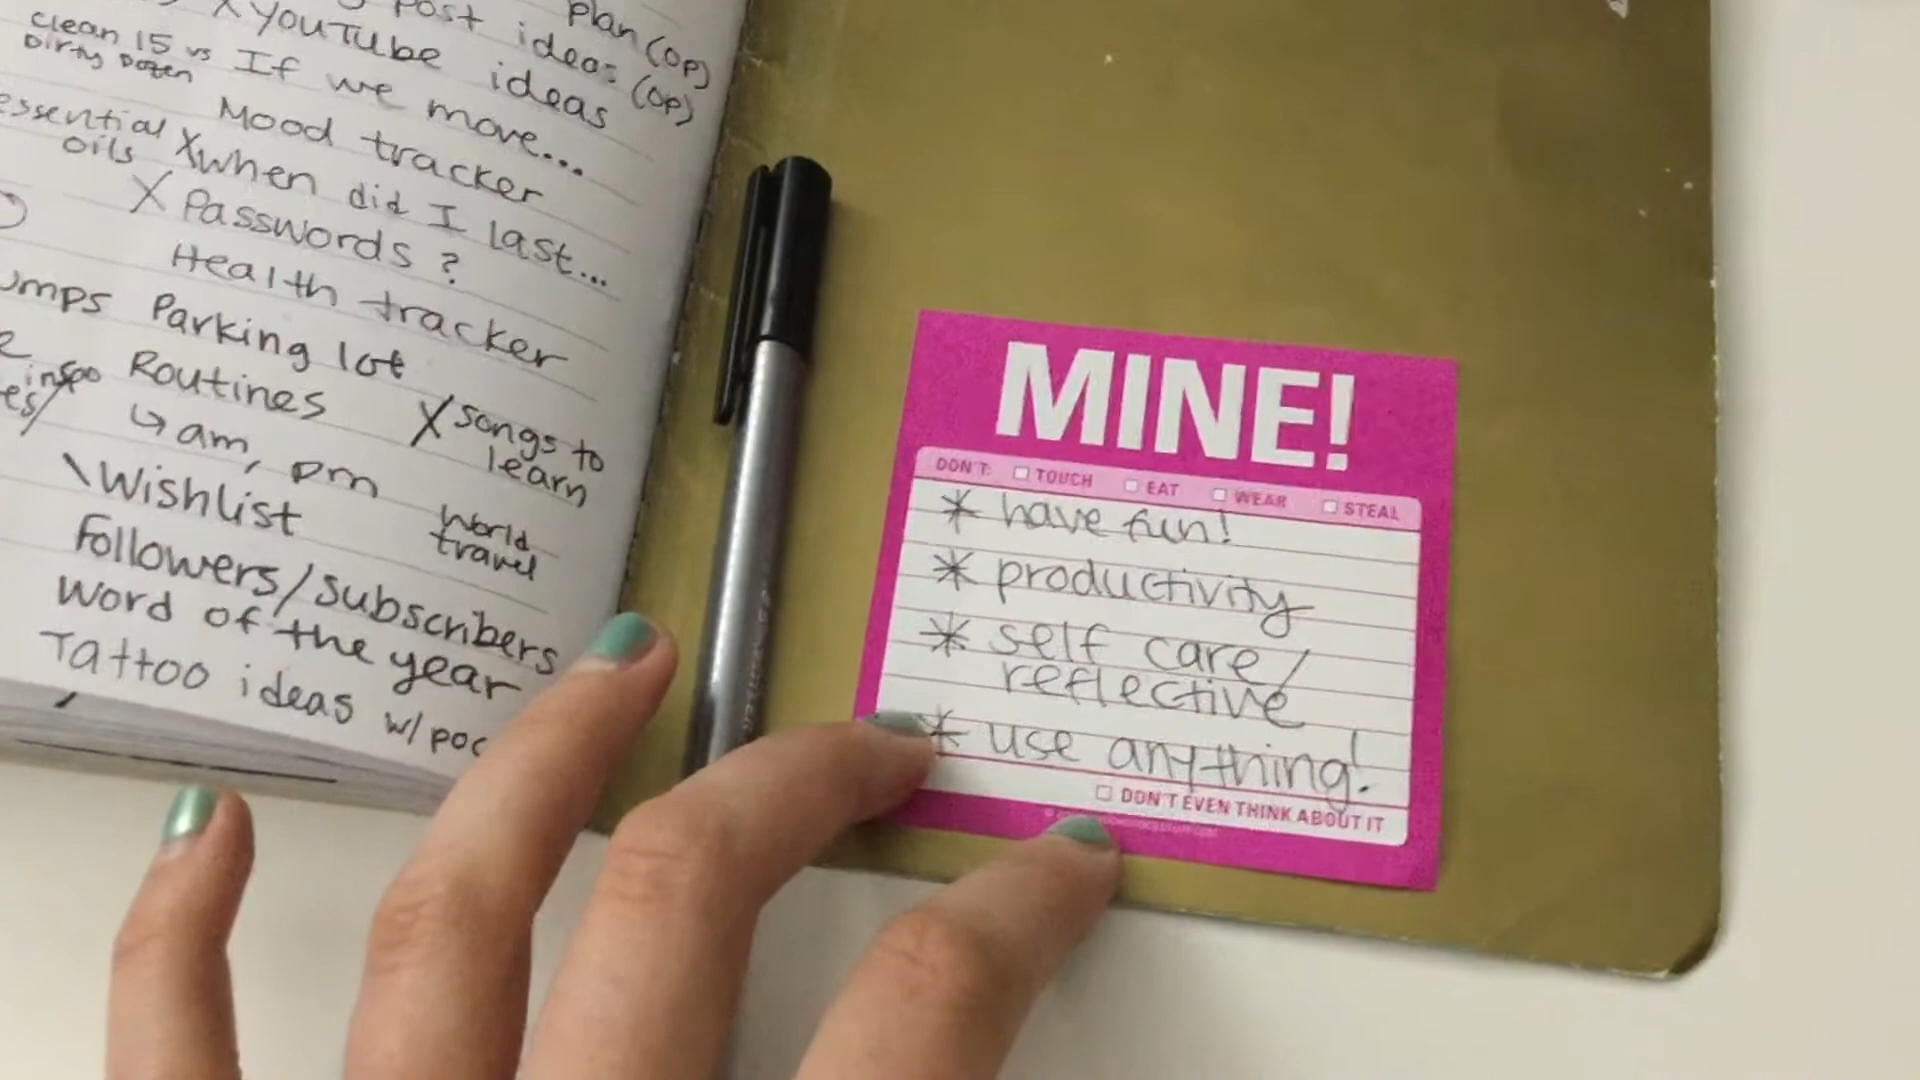 Plan (OP)
Post ideas (OP)
X YouTube ideas
clean 15 vs
Dirty Dozen
If we move...
Mood tracker
essential
oils
X when did I last...
X Passwords?
Health tracker
Parking lot
inspo
Routines
↳ am, pm
X songs to
learn
\ Wishlist
world
travel
Followers/subscribers
word of the year
Tattoo ideas w/
MINE!
DON'T: ☐ TOUCH ☐ EAT ☐ WEAR ☐ STEAL
* have fun!
* productivity
* self care/
reflective
* use anything!
☐ DON'T EVEN THINK ABOUT IT